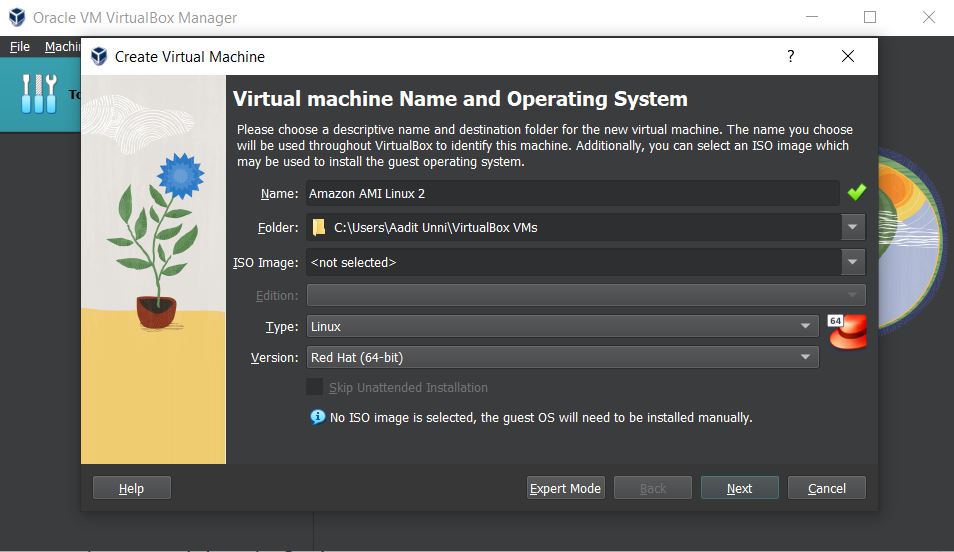 Oracle VM VirtualBox Manager
File Machin
Create Virtual Machine
?
To
Virtual machine Name and Operating System
Please choose a descriptive name and destination folder for the new virtual machine. The name you choose
will be used throughout VirtualBox to identify this machine. Additionally, you can select an ISO image which
may be used to install the guest operating system.
Name: Amazon AMI Linux 2
Folder: C:\Users\Aadit Unni\VirtualBox VMs
ISO Image: <not selected>
Edition:
Type: Linux
64
Version: Red Hat (64-bit)
Skip Unattended Installation
No ISO image is selected, the guest OS will need to be installed manually.
Help Expert Mode Back Next Cancel